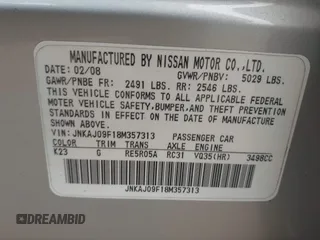 MANUFACTURED BY NISSAN MOTOR CO.,LTD.
DATE: 02/08 GVWR/PNBV: 5029 LBS.
GAWR/PNBE FR: 2491 LBS. RR: 2546 LBS.
THIS VEHICLE CONFORMS TO ALL APPLICABLE
FEDERAL MOTOR VEHICLE SAFETY,BUMPER,AND THEFT
PREVENTION STANDARDS IN EFFECT ON THE
DATE OF MANUFACTURE SHOWN ABOVE.
V.I.N: JNKAJ09F18M357313 PASSENGER CAR
COLOR TRIM TRANS AXLE ENGINE
K23 G RE5R05A RC31 VQ35(HR) 3498CC
JNKAJ09F18M357313
RE BRIDBID